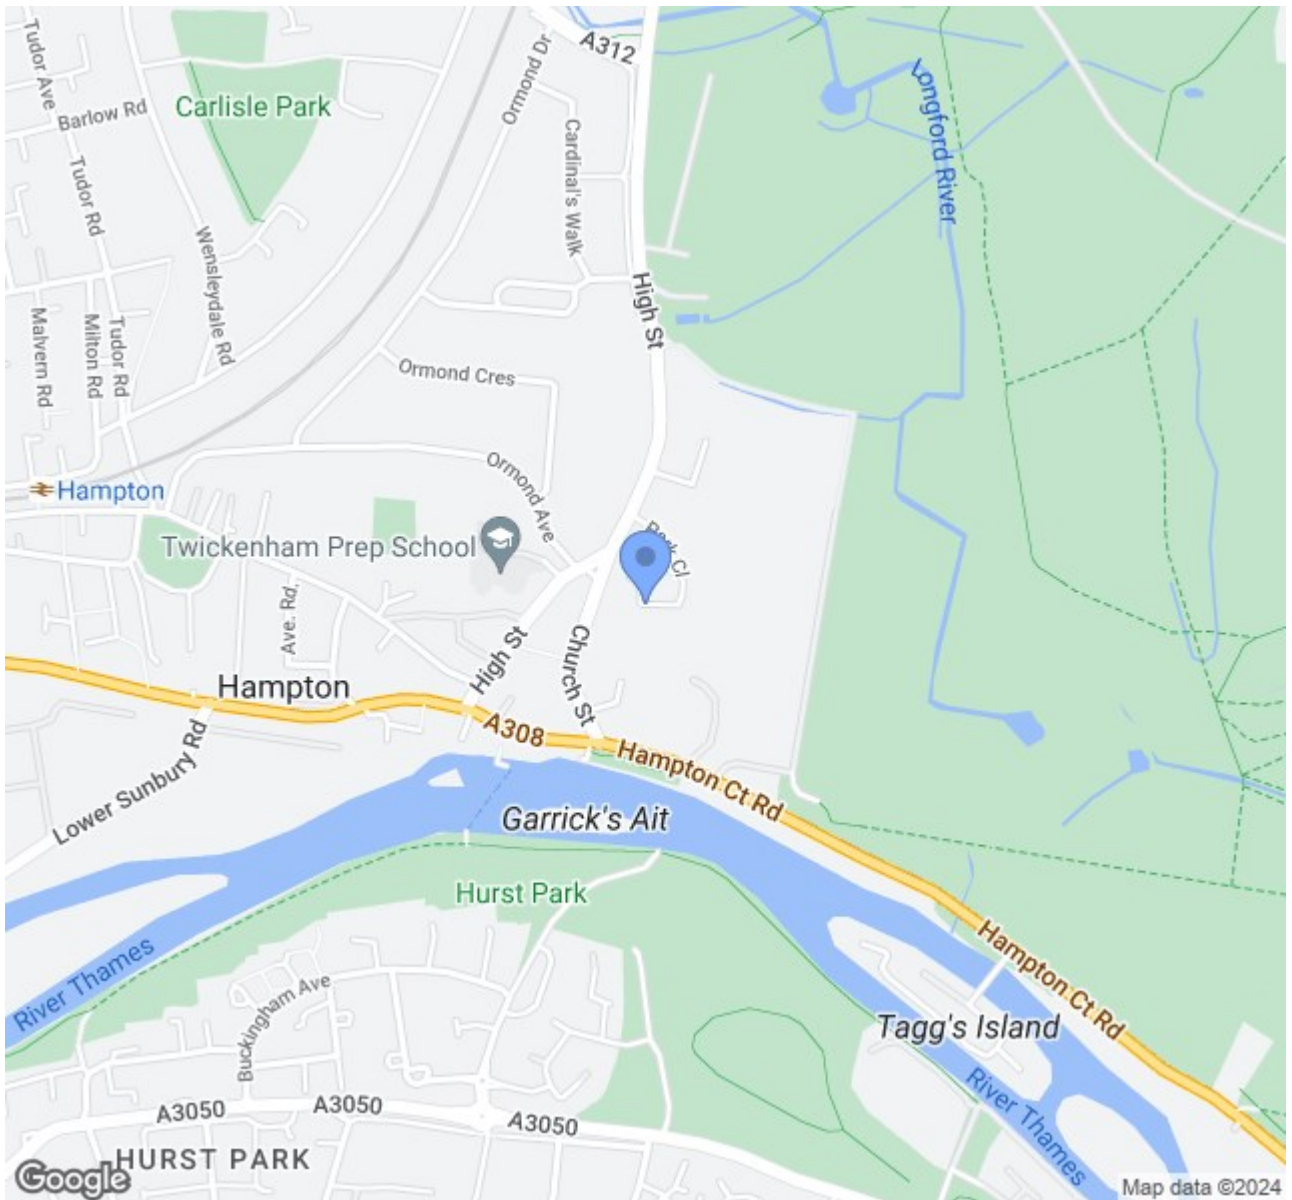 A312
Tudor Ave
Ormond Dr
Longford River
Carlisle Park
Barlow Rd
Cardinal's Walk
Tudor Rd
Wensleydale Rd
High St
Malvern Rd
Milton Rd
Tudor Rd
Ormond Cres
Ormond Ave
Hampton
Park Cl
Twickenham Prep School
Ave. Rd.
High St
Church St
Hampton
A308
Hampton Ct Rd
Lower Sunbury Rd
Garrick's Ait
Hurst Park
River Thames
Buckingham Ave
Hampton Ct Rd
Tagg's Island
River Thames
A3050
A3050
A3050
HURST PARK
Google
Map data ©2024